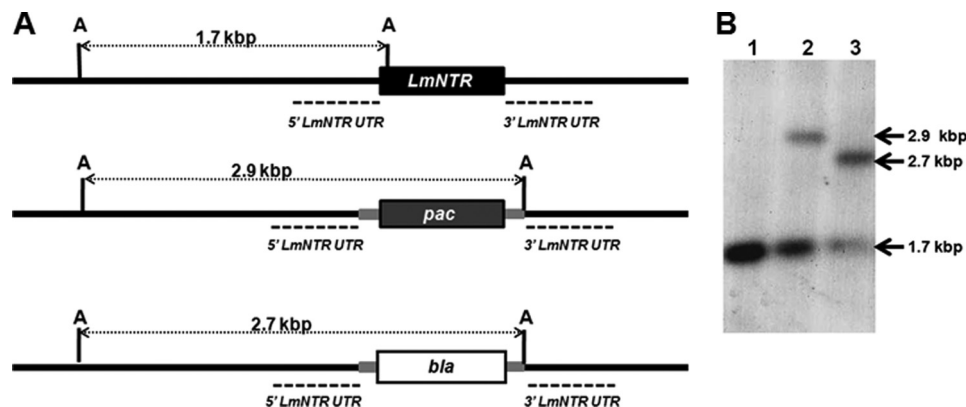 A
A
A
1.7 kbp
LmNTR
5' LmNTR UTR
3' LmNTR UTR
A
A
2.9 kbp
pac
5' LmNTR UTR
3' LmNTR UTR
A
A
2.7 kbp
bla
5' LmNTR UTR
3' LmNTR UTR
B
1 2 3
2.9 kbp
2.7 kbp
1.7 kbp